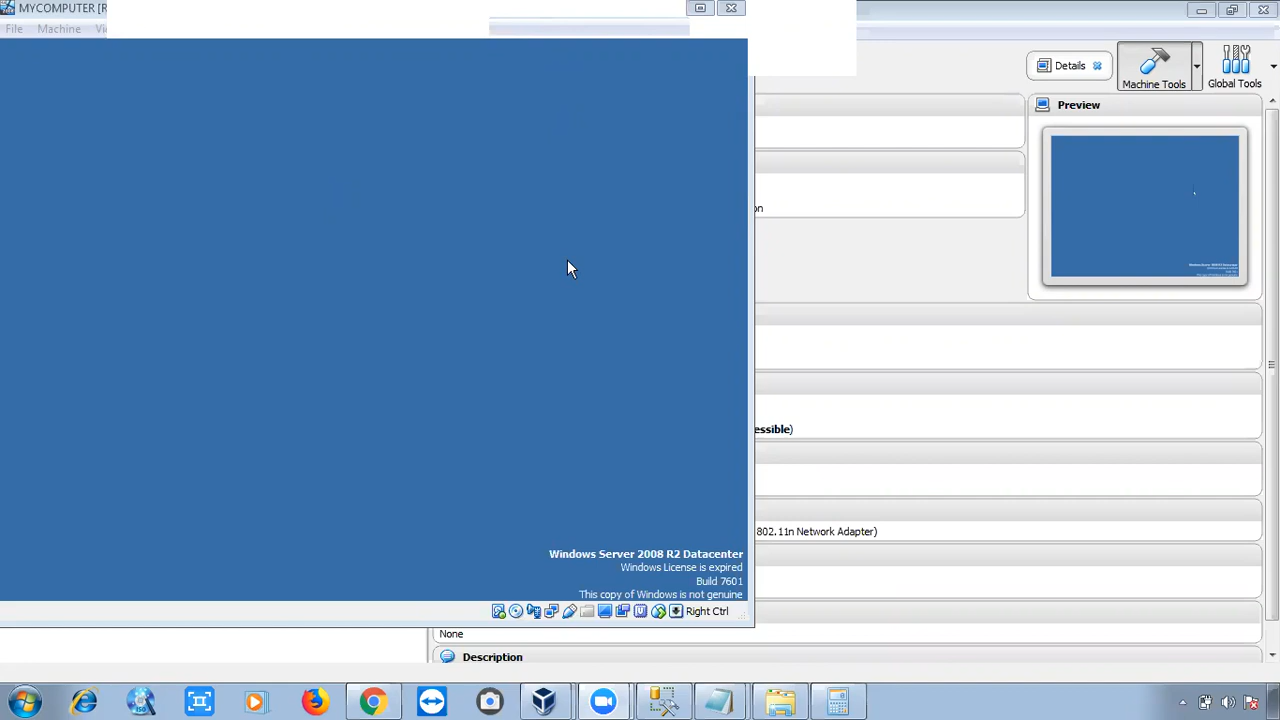 MYCOMPUTER [R
File Machine Vi
Details
Machine Tools
Global Tools
Preview
on
essible)
802.11n Network Adapter)
Windows Server 2008 R2 Datacenter
Windows License is expired
Build 7601
This copy of Windows is not genuine
Right Ctrl
None
Description